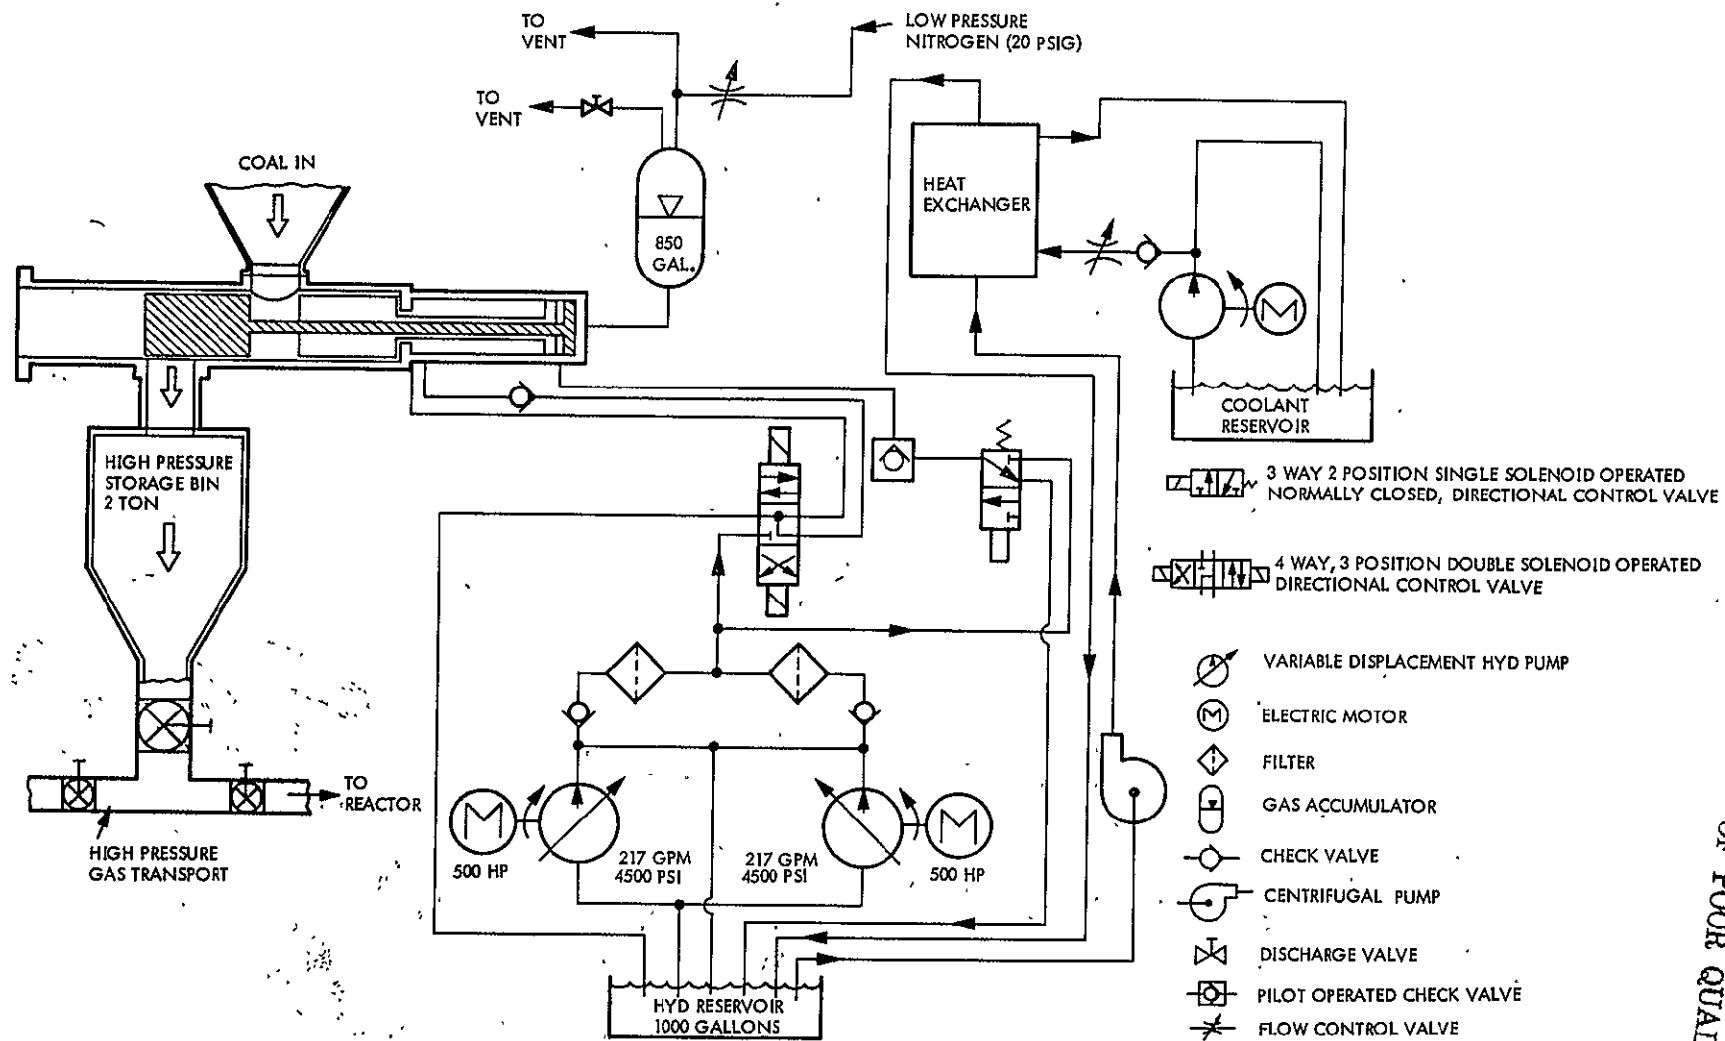 TO
VENT
LOW PRESSURE
NITROGEN (20 PSIG)
TO
VENT
COAL IN
HEAT
EXCHANGER
850
GAL.
M
COOLANT
RESERVOIR
HIGH PRESSURE
STORAGE BIN
2 TON
3 WAY 2 POSITION SINGLE SOLENOID OPERATED
NORMALLY CLOSED, DIRECTIONAL CONTROL VALVE
4 WAY, 3 POSITION DOUBLE SOLENOID OPERATED
DIRECTIONAL CONTROL VALVE
VARIABLE DISPLACEMENT HYD PUMP
M
ELECTRIC MOTOR
FILTER
GAS ACCUMULATOR
CHECK VALVE
CENTRIFUGAL PUMP
DISCHARGE VALVE
PILOT OPERATED CHECK VALVE
FLOW CONTROL VALVE
TO
REACTOR
HIGH PRESSURE
GAS TRANSPORT
M
500 HP
217 GPM
4500 PSI
217 GPM
4500 PSI
M
500 HP
HYD RESERVOIR
1000 GALLONS
POOR